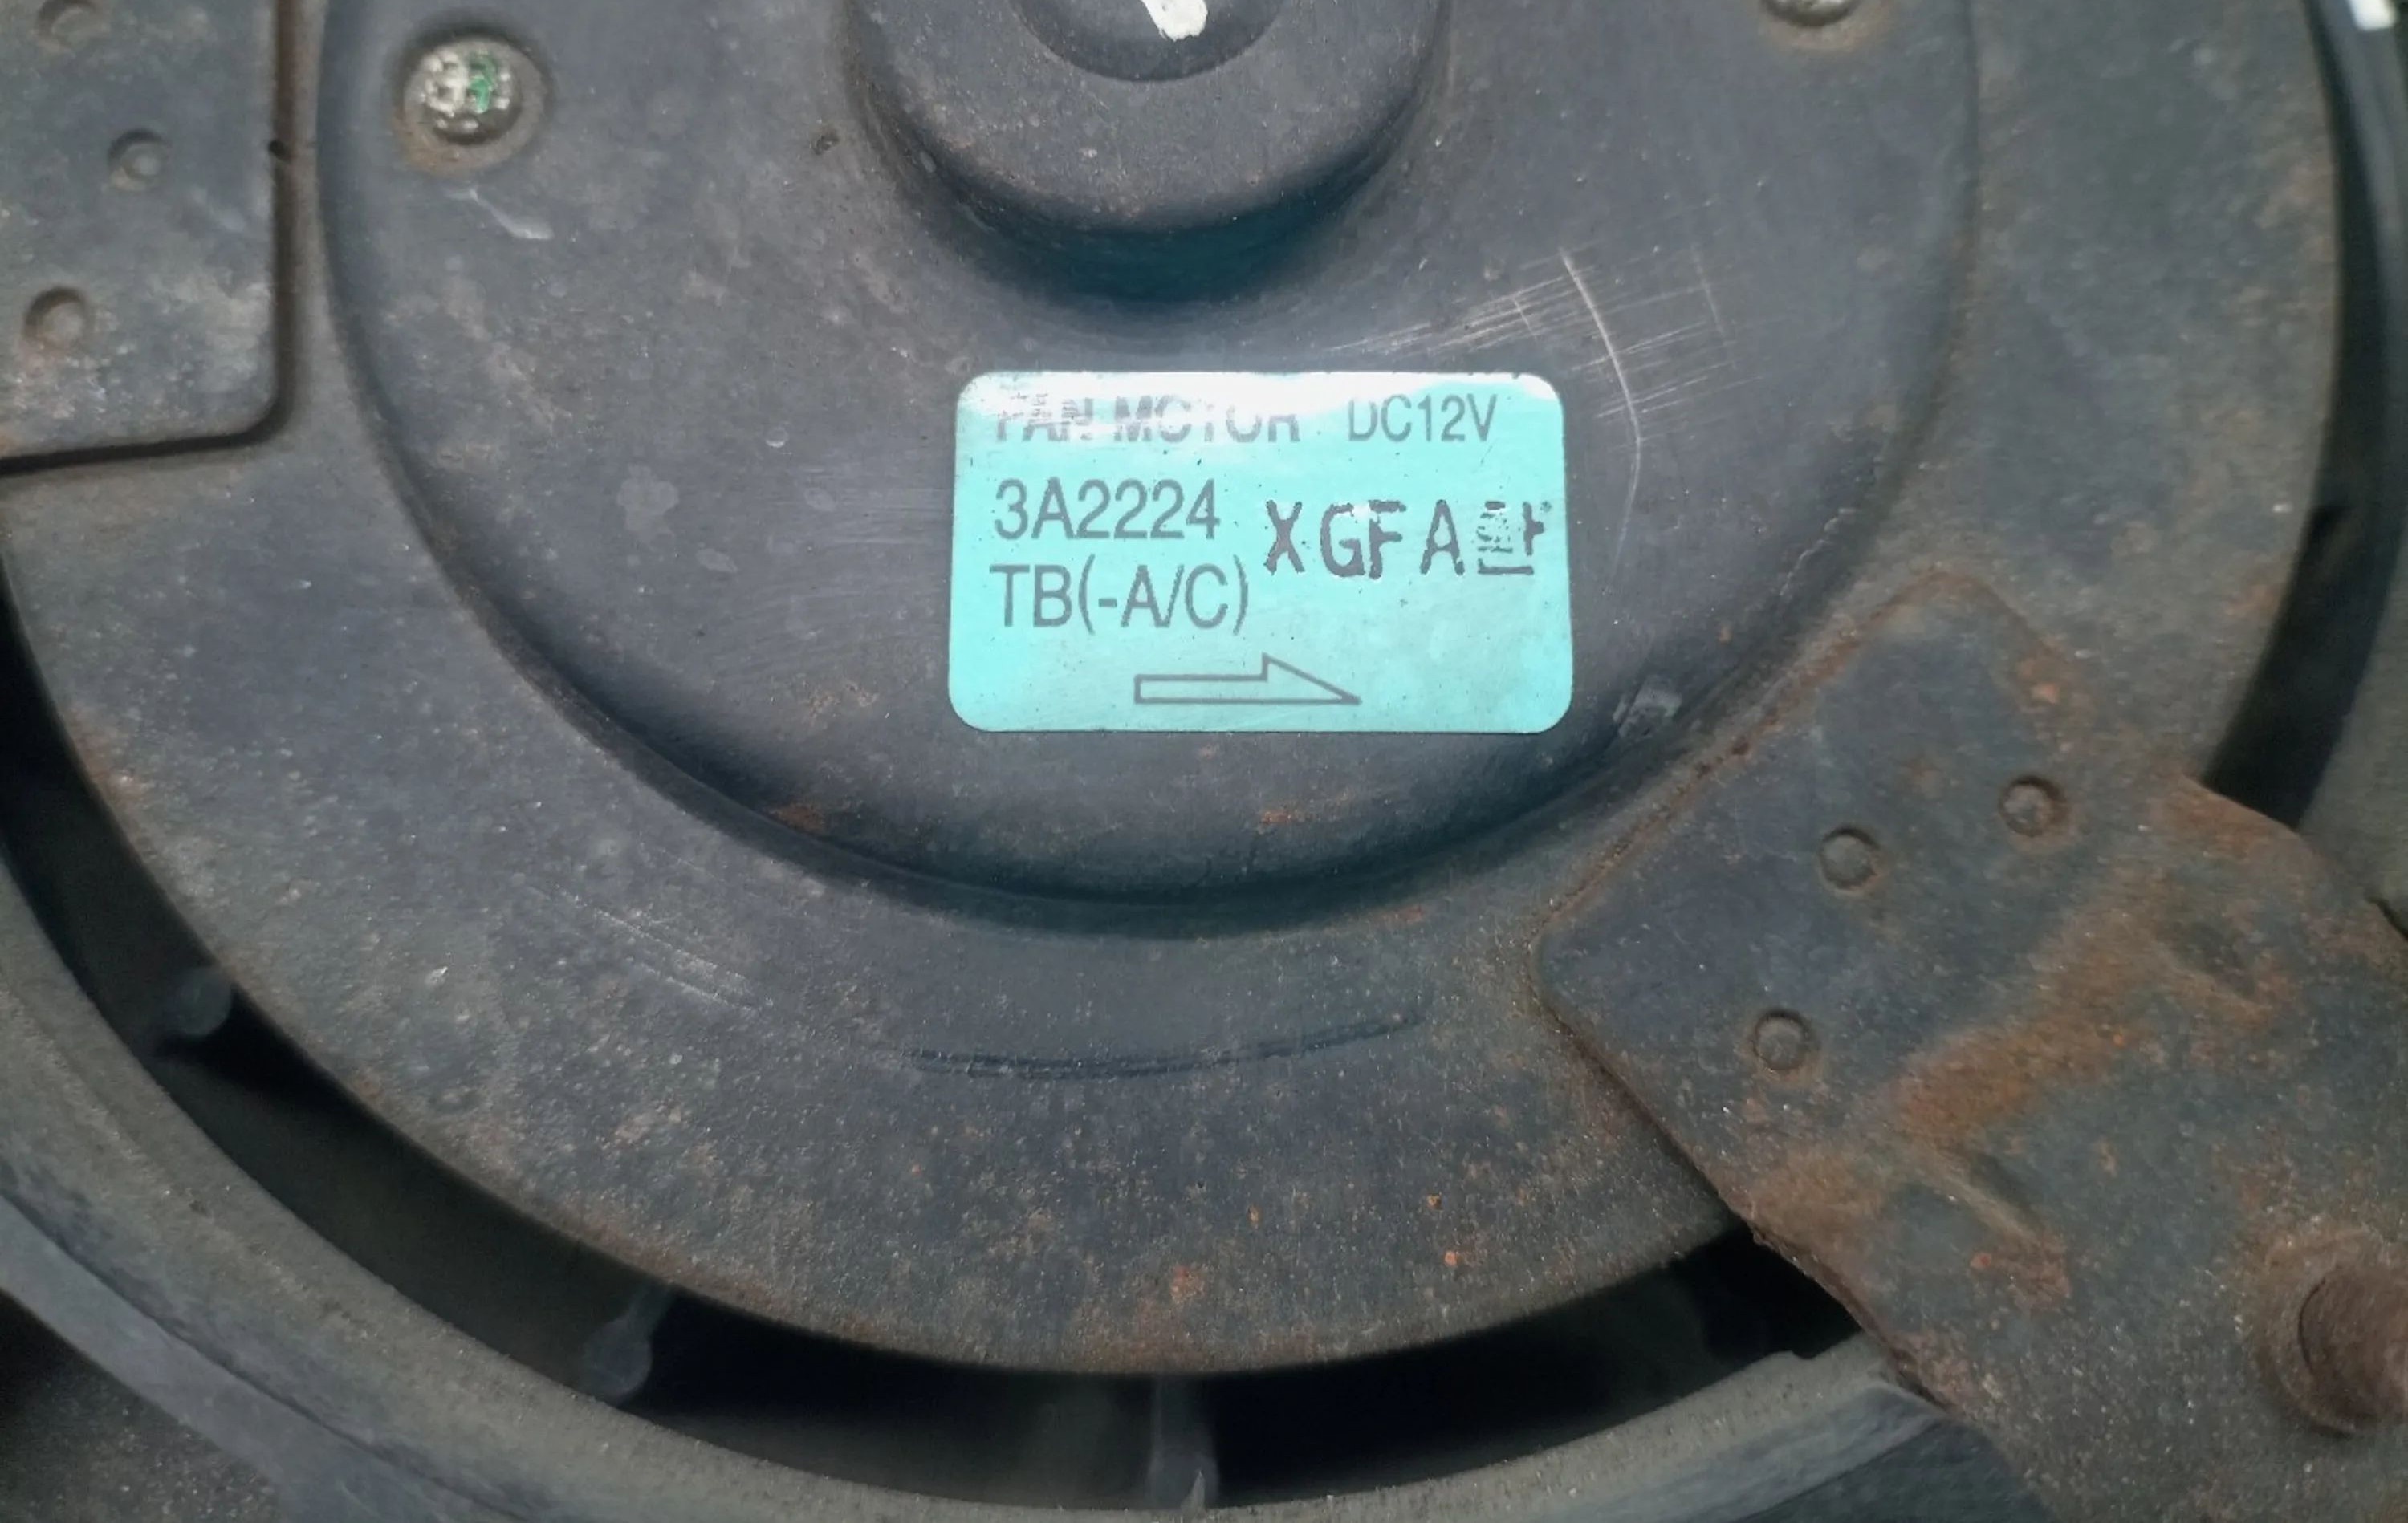 FAN MOTOR DC12V
3A2224
XGFA
TB(-A/C)